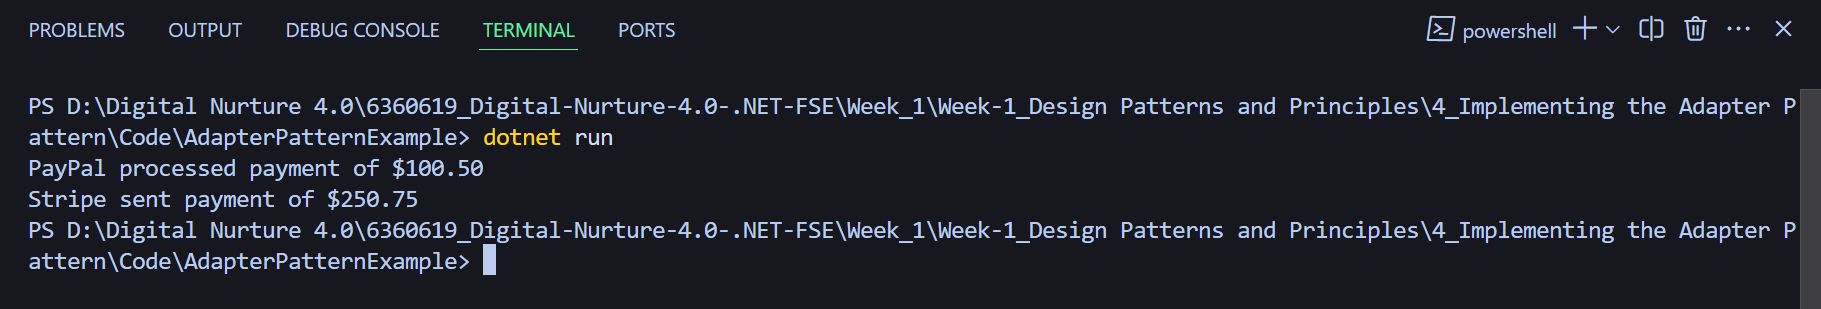 PROBLEMS OUTPUT DEBUG CONSOLE TERMINAL PORTS powershell
PS D:\Digital Nurture 4.0\6360619_Digital-Nurture-4.0-.NET-FSE\Week_1\Week-1_Design Patterns and Principles\4_Implementing the Adapter P
attern\Code\AdapterPatternExample> dotnet run
PayPal processed payment of $100.50
Stripe sent payment of $250.75
PS D:\Digital Nurture 4.0\6360619_Digital-Nurture-4.0-.NET-FSE\Week_1\Week-1_Design Patterns and Principles\4_Implementing the Adapter P
attern\Code\AdapterPatternExample>